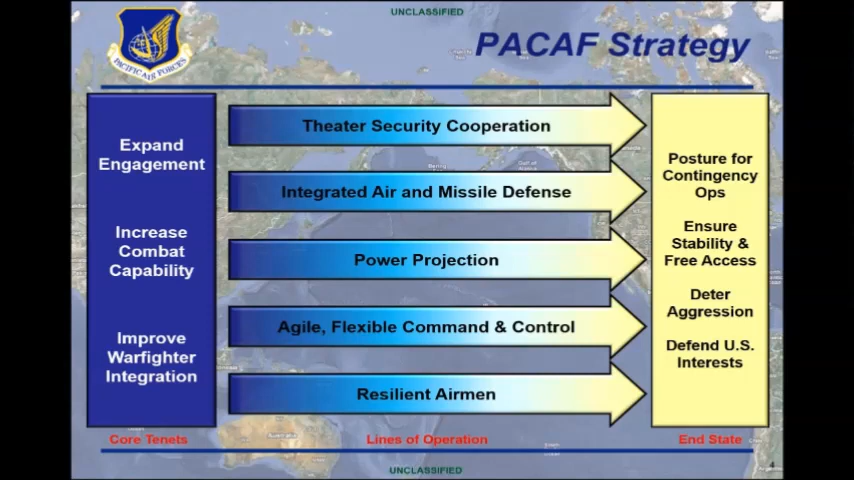 UNCLASSIFIED
PACAF Strategy
PACIFIC AIR FORCES
Expand
Engagement
Increase
Combat
Capability
Improve
Warfighter
Integration
Theater Security Cooperation
Integrated Air and Missile Defense
Power Projection
Agile, Flexible Command & Control
Resilient Airmen
Posture for
Contingency
Ops
Ensure
Stability &
Free Access
Deter
Aggression
Defend U.S.
Interests
Core Tenets
Lines of Operation
End State
UNCLASSIFIED